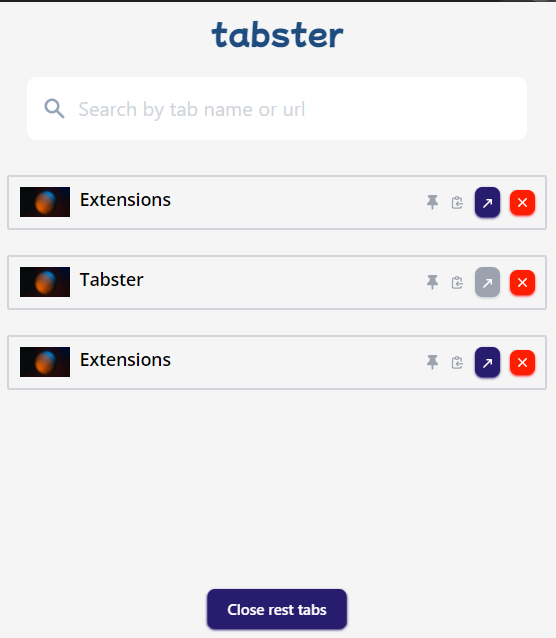 tabster
Search by tab name or url
Extensions
Tabster
Extensions
Close rest tabs